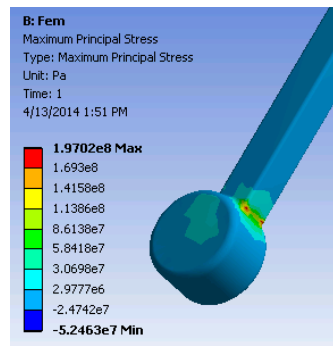 B: Fem
Maximum Principal Stress
Type: Maximum Principal Stress
Unit: Pa
Time: 1
4/13/2014 1:51 PM
1.9702e8 Max
1.693e8
1.4158e8
1.1386e8
8.6138e7
5.8418e7
3.0698e7
2.9777e6
-2.4742e7
-5.2463e7 Min